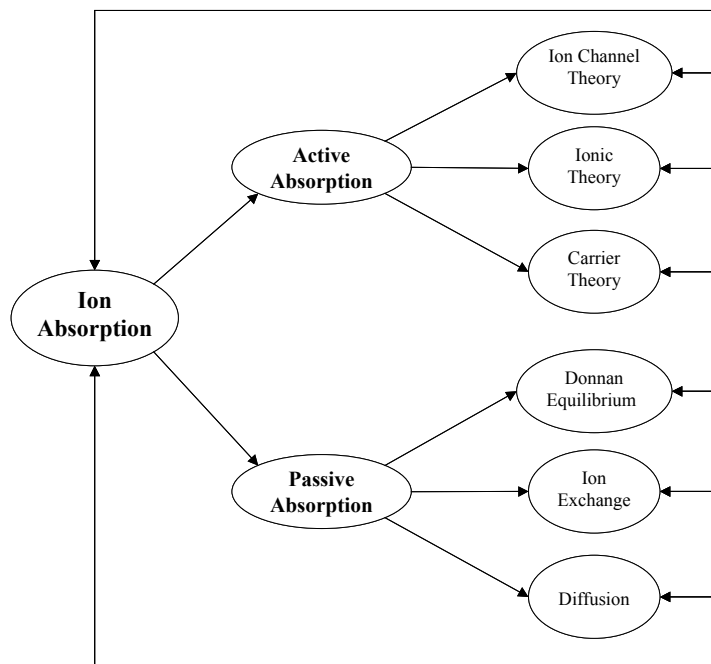 Ion Channel
Theory
Active
Absorption
Ionic
Theory
Carrier
Theory
Ion
Absorption
Donnan
Equilibrium
Passive
Absorption
Ion
Exchange
Diffusion